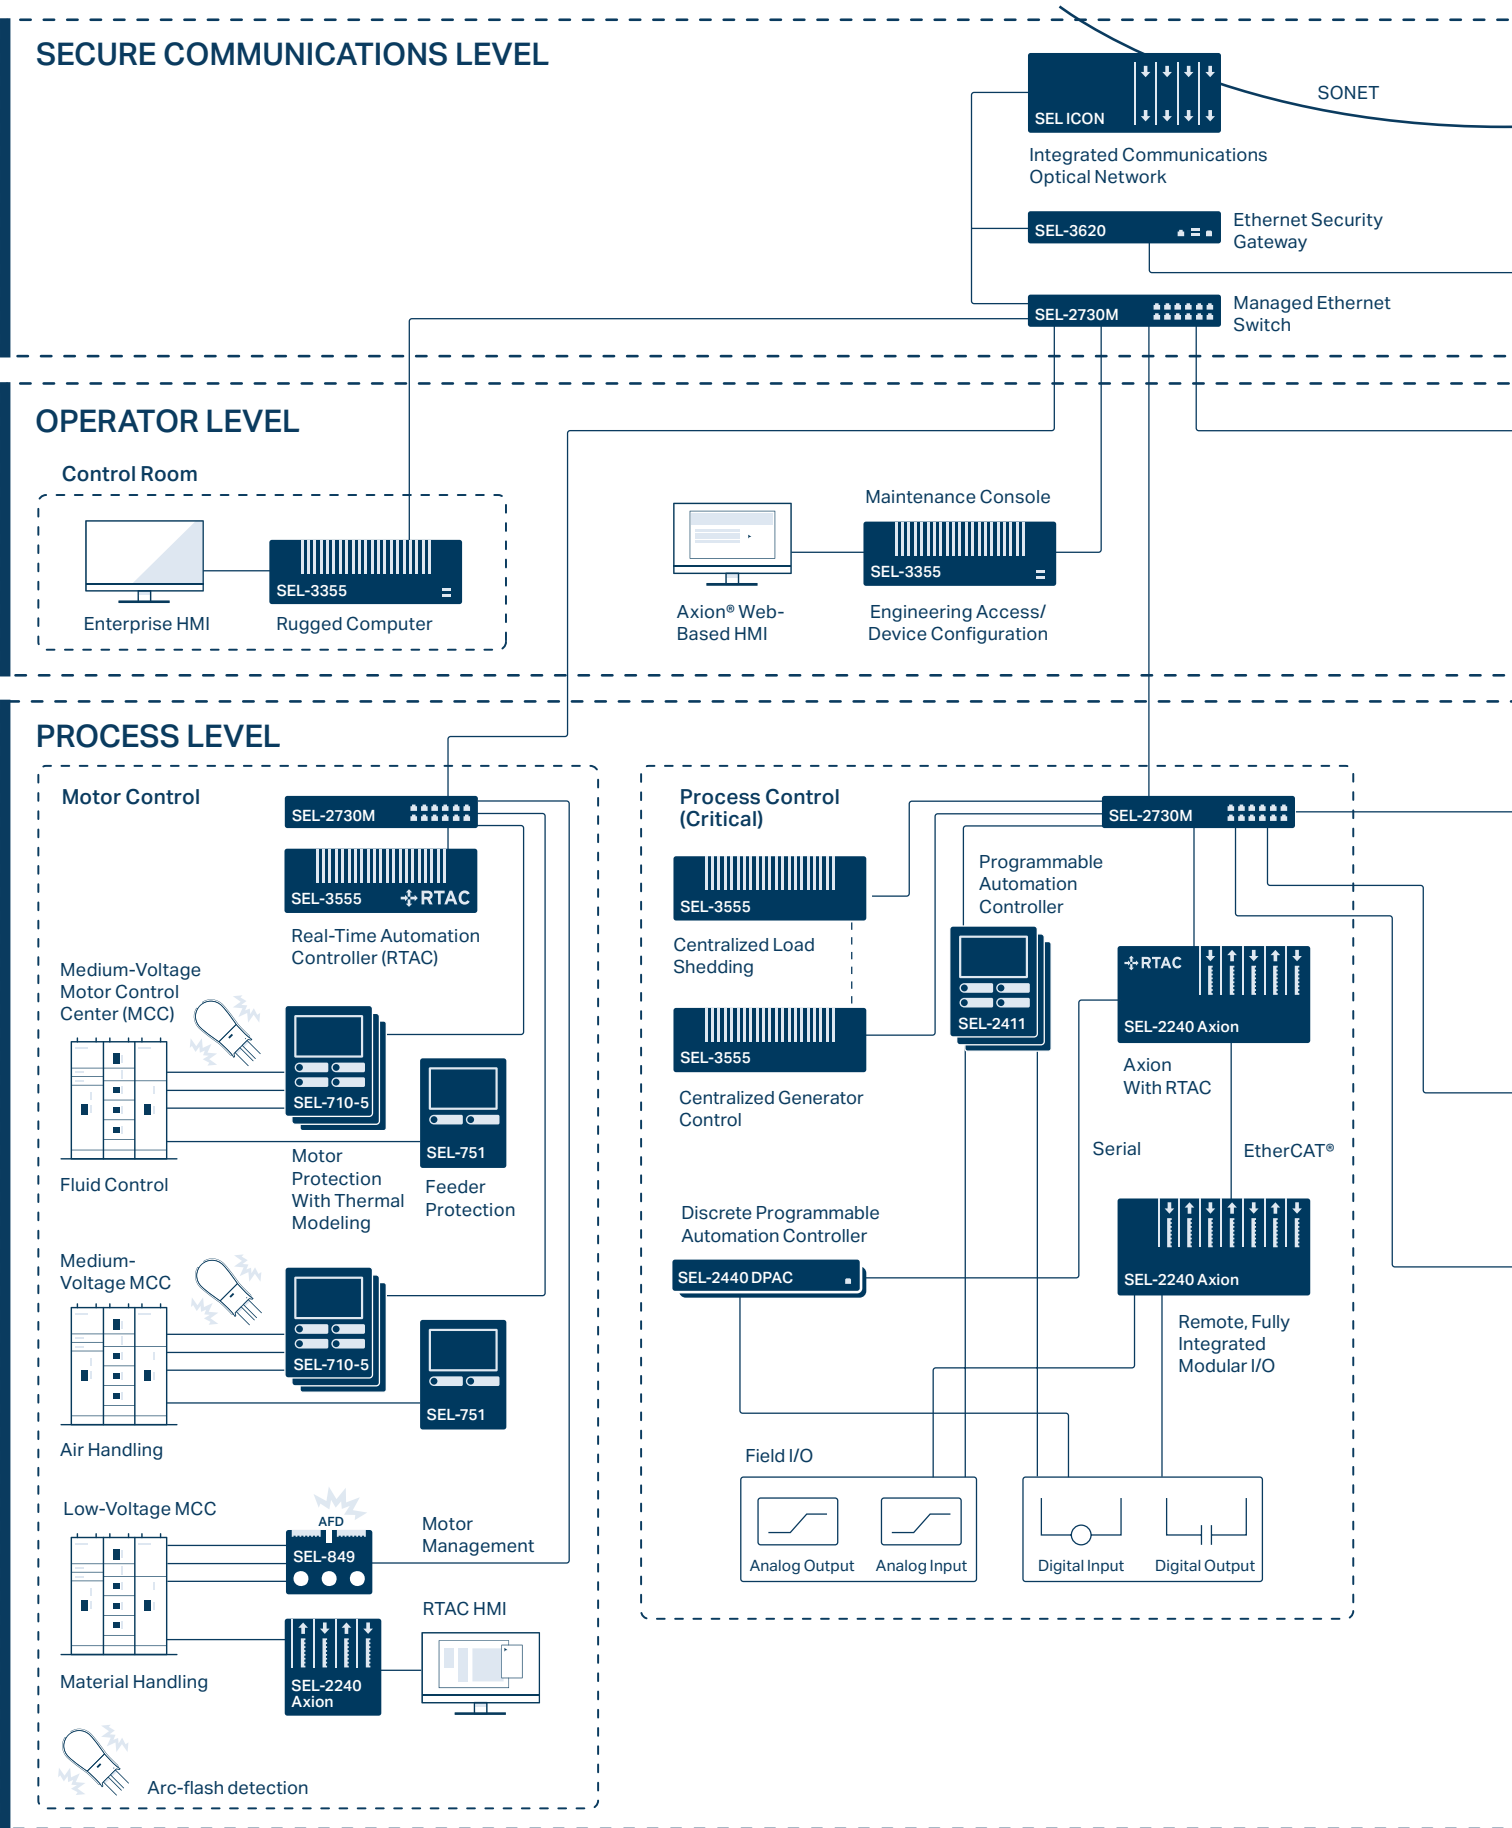 SECURE COMMUNICATIONS LEVEL
SEL ICON
SONET
Integrated Communications
Optical Network
SEL-3620
Ethernet Security
Gateway
SEL-2730M
Managed Ethernet
Switch
OPERATOR LEVEL
Control Room
SEL-3355
Enterprise HMI
Rugged Computer
Maintenance Console
SEL-3355
Axion® Web-
Based HMI
Engineering Access/
Device Configuration
PROCESS LEVEL
Motor Control
SEL-2730M
SEL-3555
RTAC
Real-Time Automation
Controller (RTAC)
Medium-Voltage
Motor Control
Center (MCC)
SEL-710-5
SEL-751
Fluid Control
Motor
Protection
With Thermal
Modeling
Feeder
Protection
Medium-
Voltage MCC
SEL-710-5
SEL-751
Air Handling
Low-Voltage MCC
AFD
SEL-849
Motor
Management
RTAC HMI
SEL-2240
Axion
Material Handling
Arc-flash detection
Process Control
(Critical)
SEL-2730M
SEL-3555
Centralized Load
Shedding
Programmable
Automation
Controller
SEL-2411
RTAC
SEL-2240 Axion
Axion
With RTAC
SEL-3555
Centralized Generator
Control
Serial
EtherCAT®
Discrete Programmable
Automation Controller
SEL-2440 DPAC
SEL-2240 Axion
Remote, Fully
Integrated
Modular I/O
Field I/O
Analog Output
Analog Input
Digital Input
Digital Output